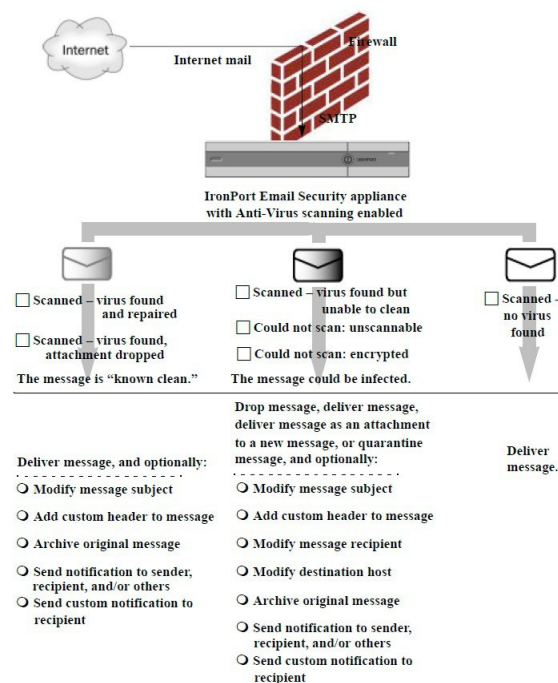 Internet
Internet mail
Firewall
SMTP
IRONPORT
IronPort Email Security appliance
with Anti-Virus scanning enabled
Scanned – virus found
and repaired
Scanned – virus found,
attachment dropped
The message is “known clean.”
Scanned – virus found but
unable to clean
Could not scan: unscannable
Could not scan: encrypted
The message could be infected.
Scanned –
no virus
found
Deliver message, and optionally:
Modify message subject
Add custom header to message
Archive original message
Send notification to sender,
recipient, and/or others
Send custom notification to
recipient
Drop message, deliver message,
deliver message as an attachment
to a new message, or quarantine
message, and optionally:
Modify message subject
Add custom header to message
Modify message recipient
Modify destination host
Archive original message
Send notification to sender,
recipient, and/or others
Send custom notification to
recipient
Deliver
message.